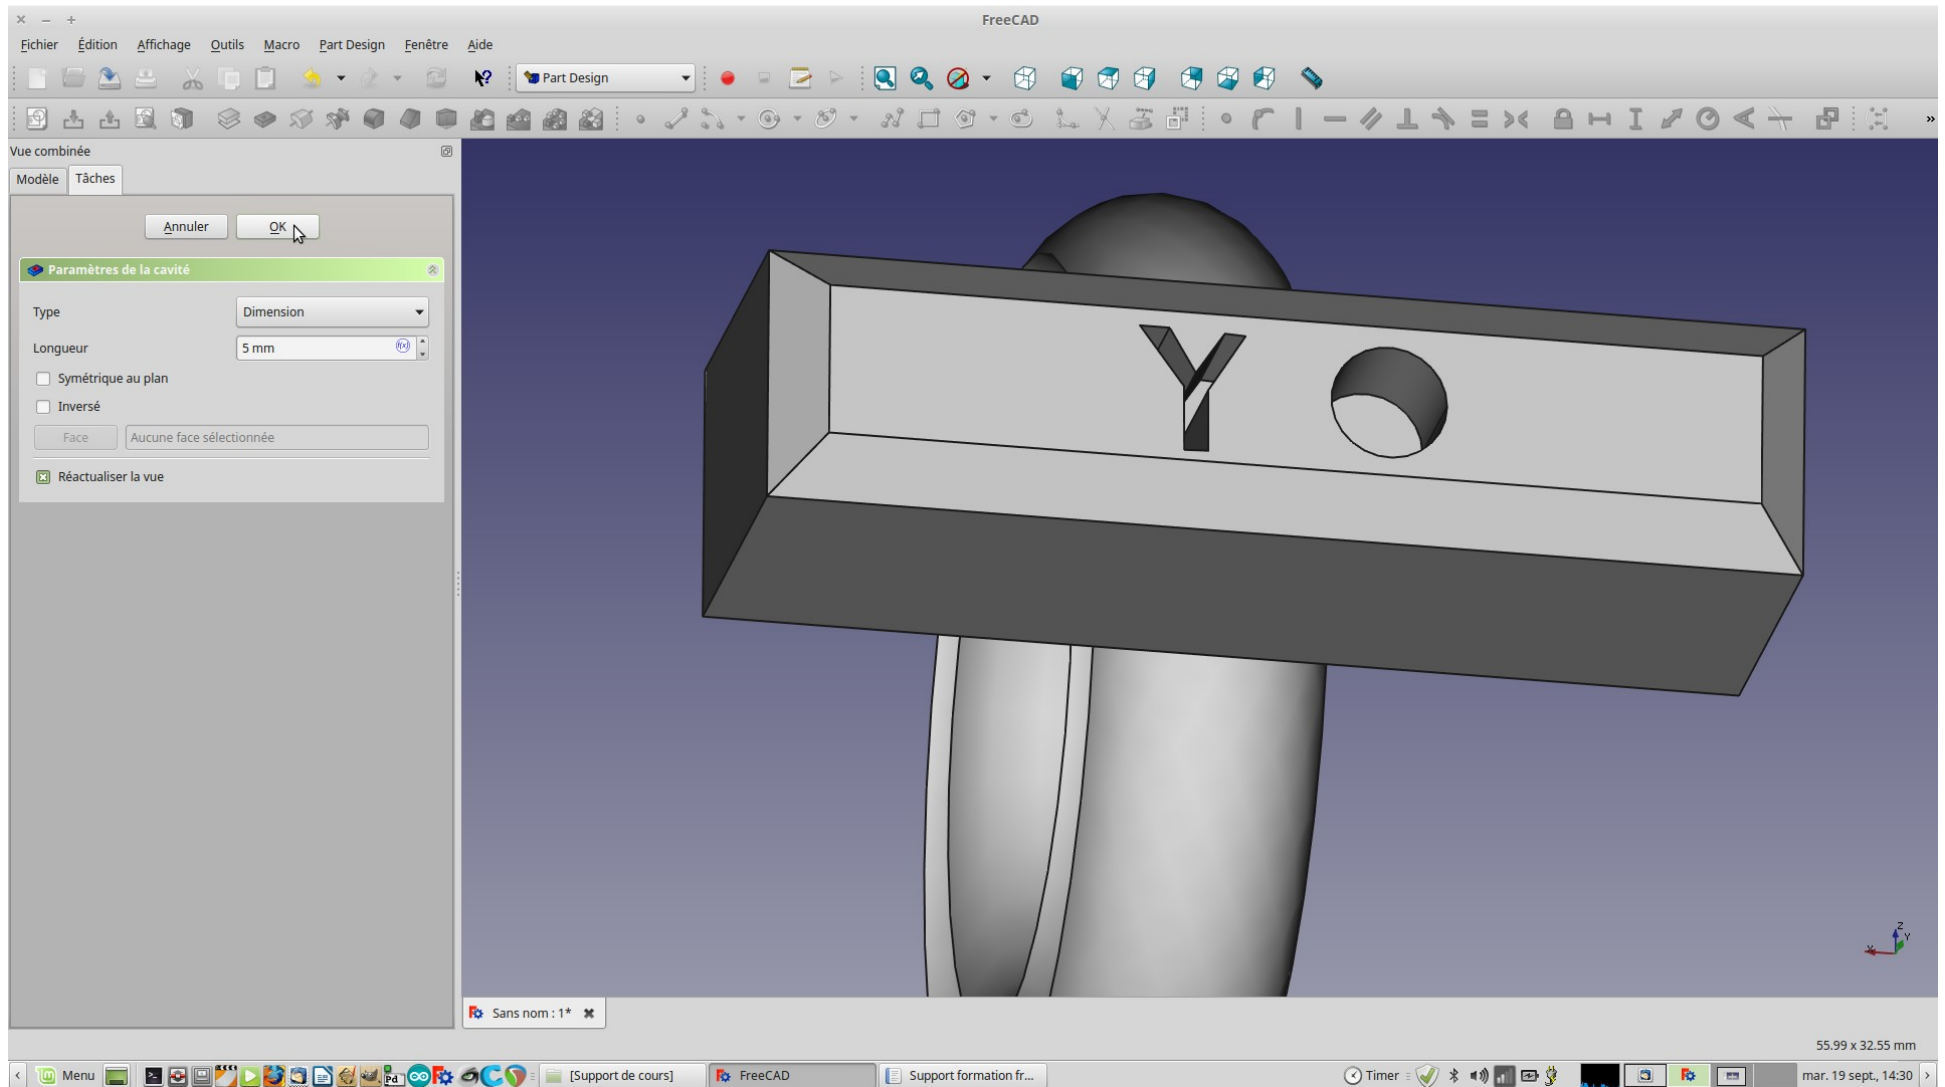 FreeCAD
Fichier Édition Affichage Outils Macro Part Design Fenêtre Aide
Part Design
»
Vue combinée
Modèle Tâches
Annuler OK
Paramètres de la cavité
Type Dimension
Longueur 5 mm
Symétrique au plan
Inversé
Face Aucune face sélectionnée
Réactualiser la vue
Y
Z
Y
X
Sans nom : 1*
55.99 x 32.55 mm
Menu [Support de cours] FreeCAD Support formation fr... Timer mar. 19 sept., 14:30